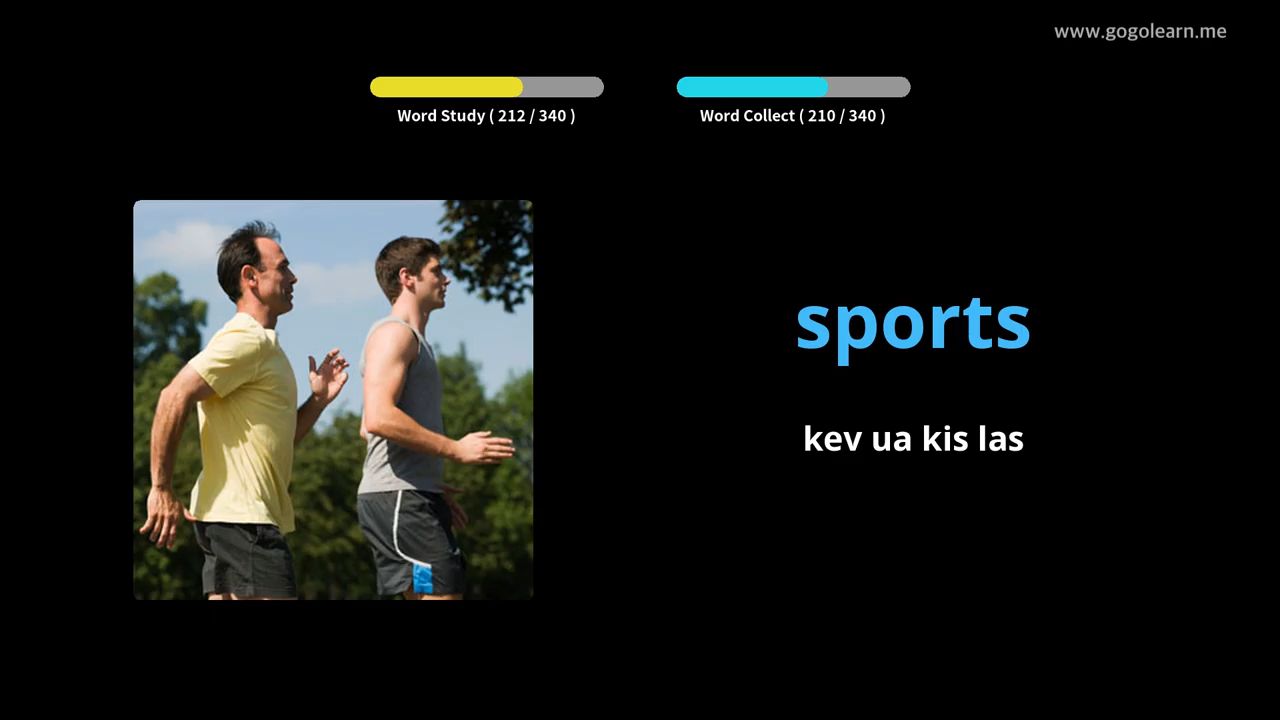 www.gogolearn.me
Word Study ( 212 / 340 )
Word Collect ( 210 / 340 )
sports
kev ua kis las